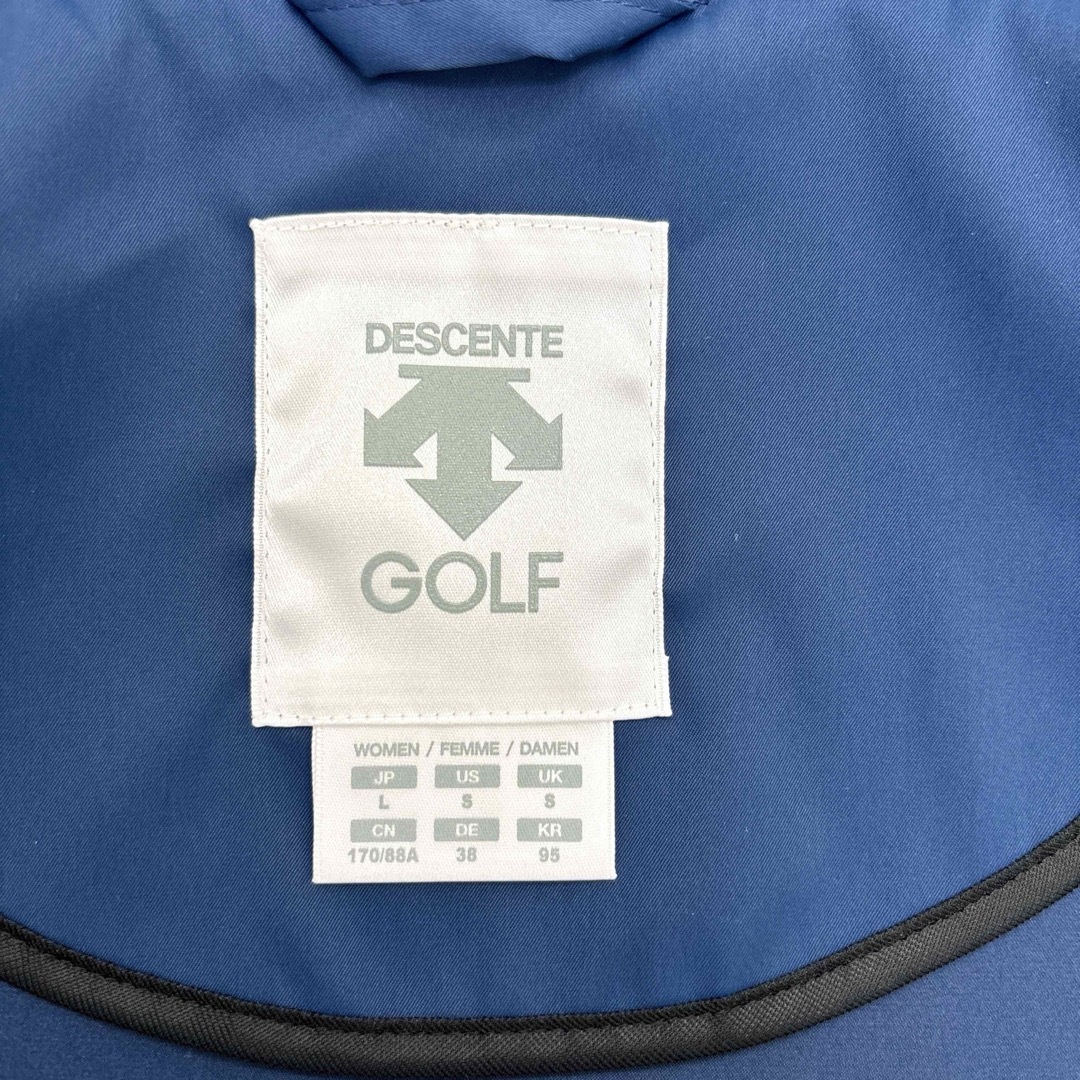 DESCENTE
GOLF
WOMEN / FEMME / DAMEN
JP US UK
L S S
CN DE KR
170/88A 38 95